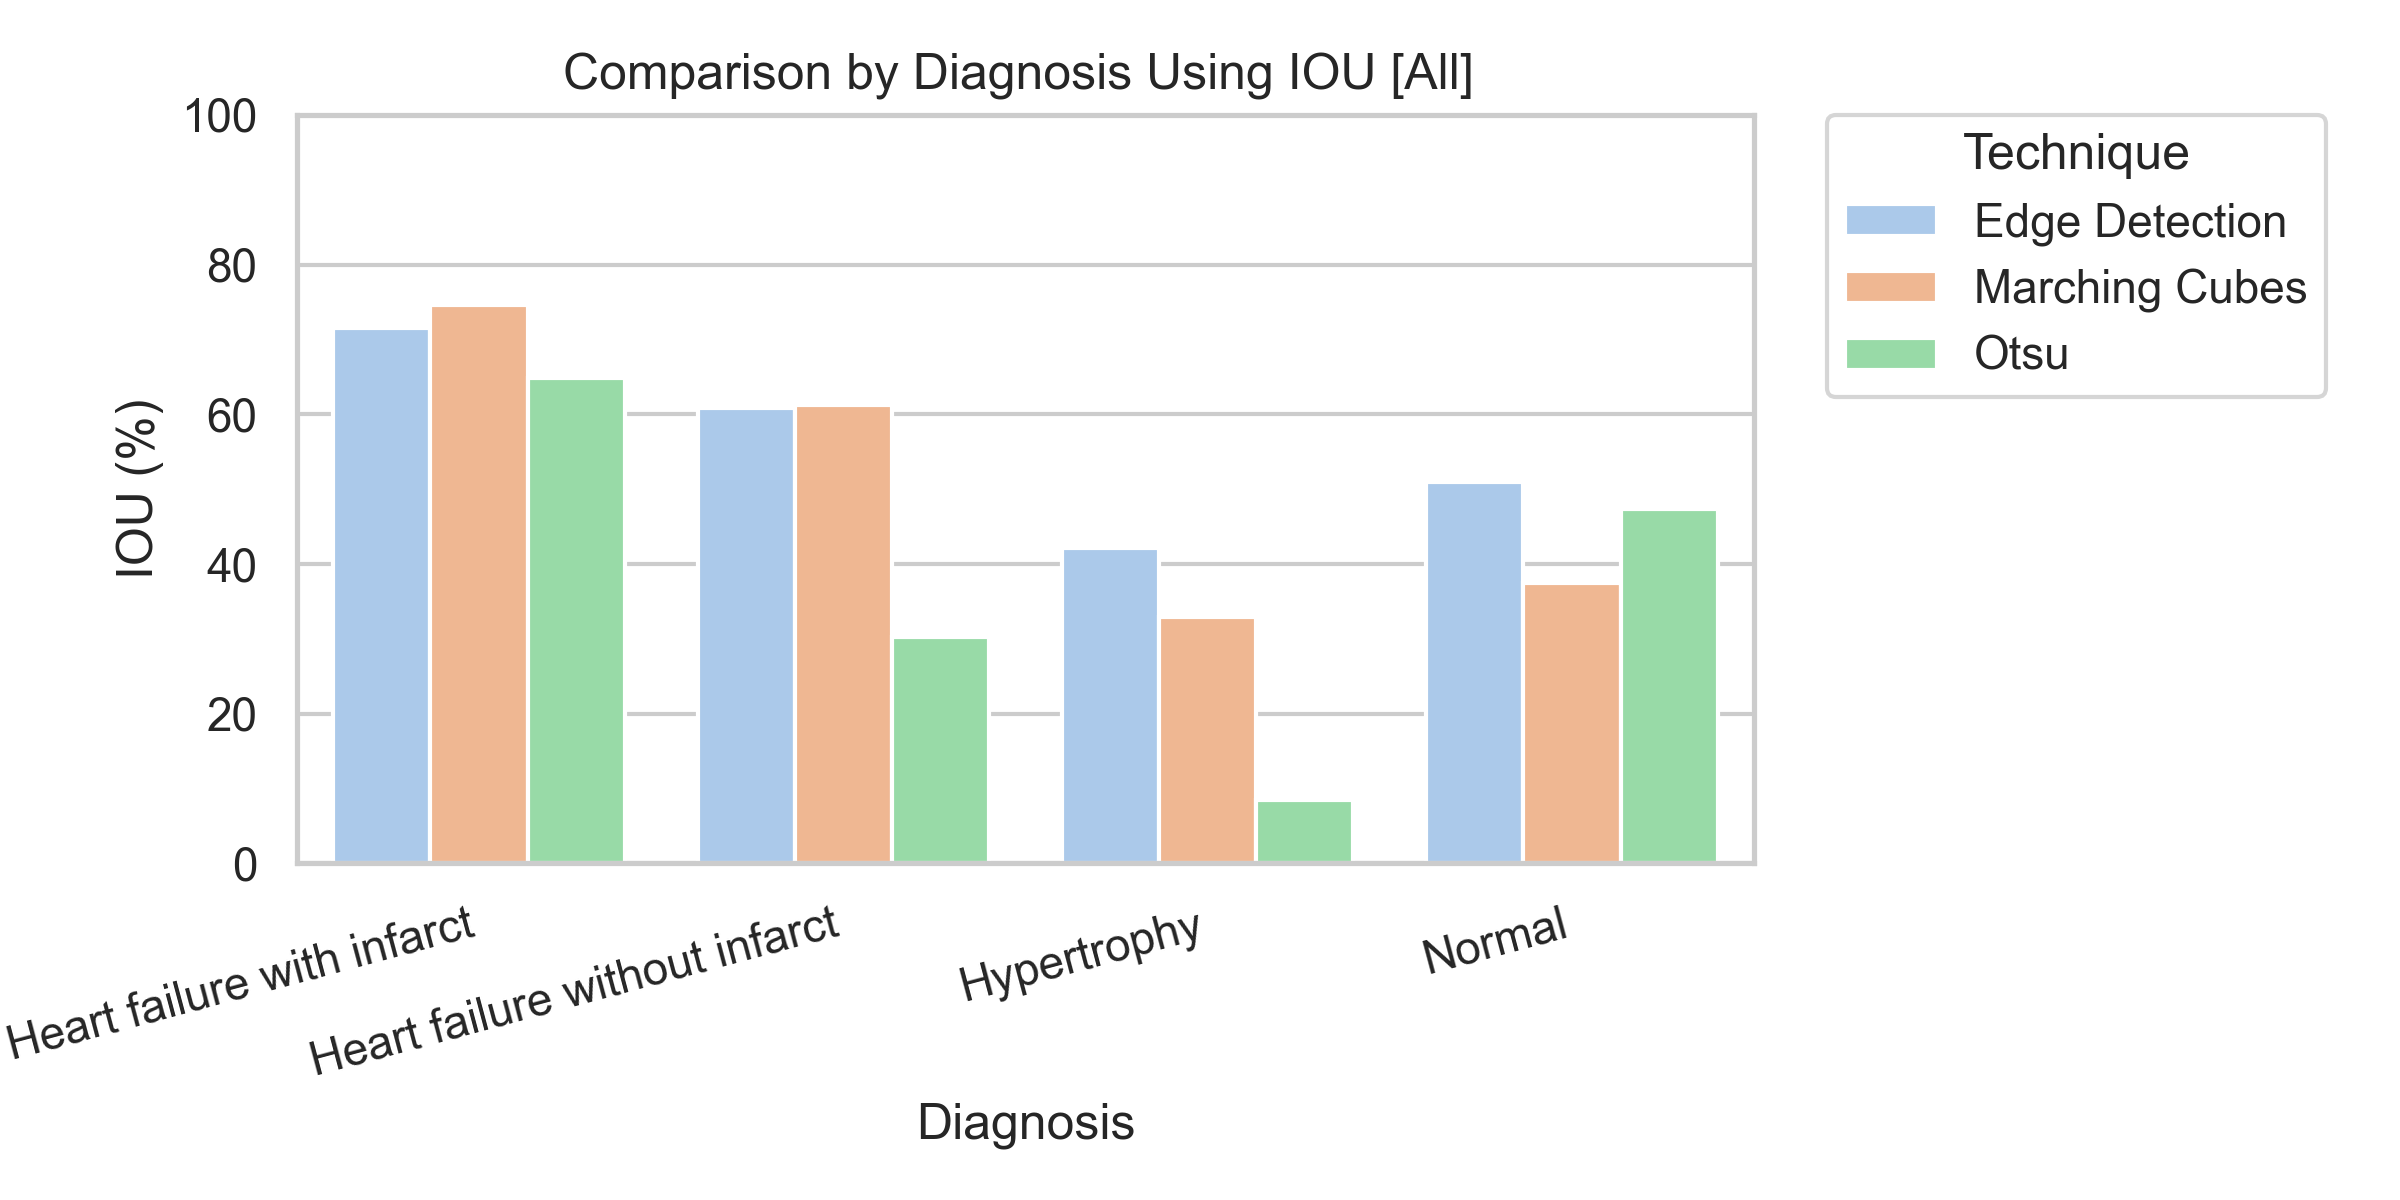 Comparison by Diagnosis Using IOU [All]
100
80
60
40
20
0
IOU (%)
Heart failure with infarct
Heart failure without infarct
Hypertrophy
Normal
Diagnosis
Technique
Edge Detection
Marching Cubes
Otsu